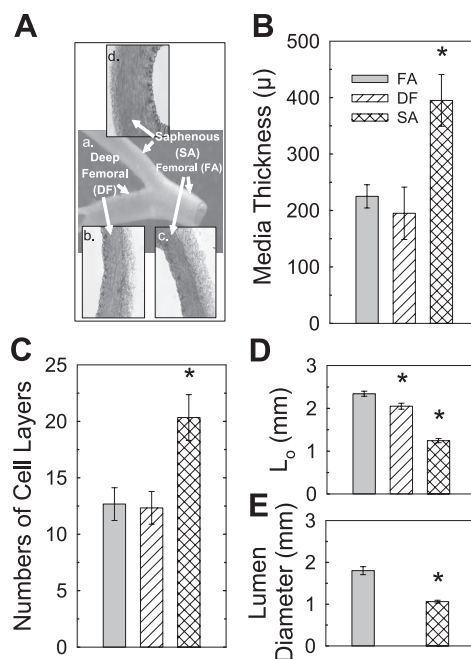 A
d.
a.
Saphenous
(SA)
Deep
Femoral
(DF)
Femoral (FA)
b.
c.
B
Media Thickness (μ)
500
400
300
200
100
0
*
FA
DF
SA
C
Numbers of Cell Layers
25
20
15
10
5
0
*
D
Lo (mm)
3
2
1
0
*
*
E
Lumen
Diameter (mm)
3
2
1
0
*